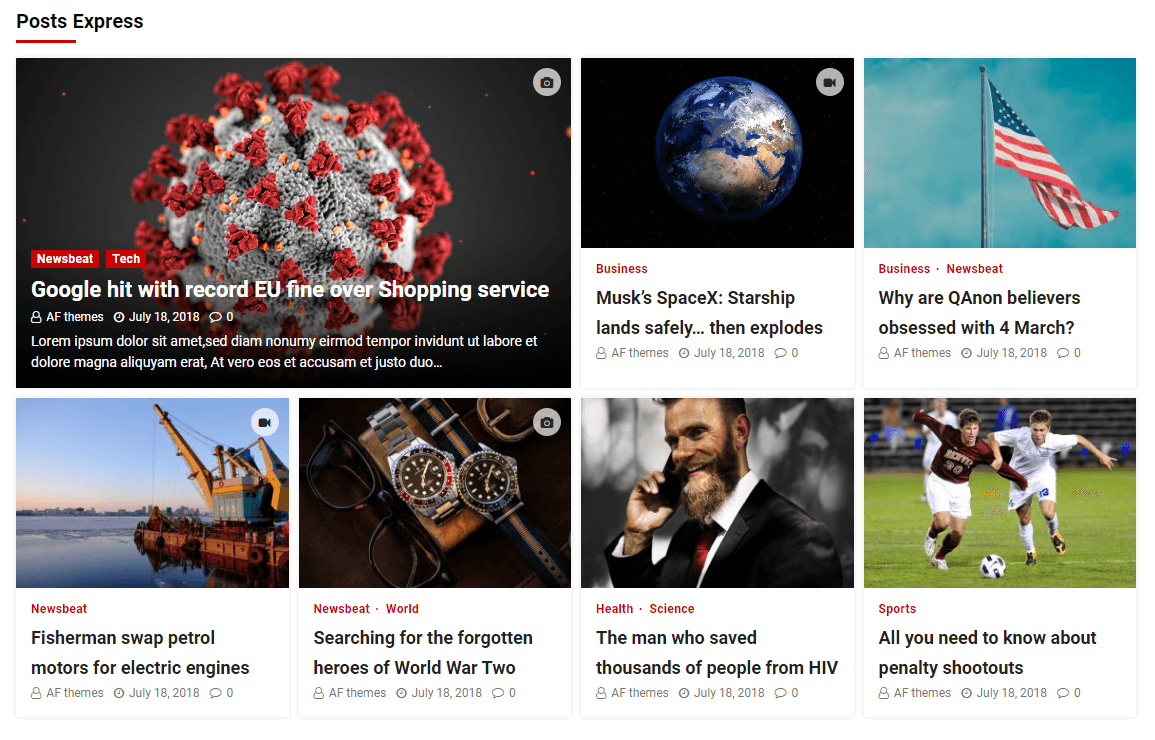 Posts Express
Newsbeat Tech
Google hit with record EU fine over Shopping service
AF themes July 18, 2018 0
Lorem ipsum dolor sit amet,sed diam nonumy eirmod tempor invidunt ut labore et
dolore magna aliquyam erat, At vero eos et accusam et justo duo...
Business
Musk’s SpaceX: Starship
lands safely… then explodes
AF themes July 18, 2018 0
Business · Newsbeat
Why are QAnon believers
obsessed with 4 March?
AF themes July 18, 2018 0
Newsbeat
Fisherman swap petrol
motors for electric engines
AF themes July 18, 2018 0
Newsbeat · World
Searching for the forgotten
heroes of World War Two
AF themes July 18, 2018 0
Health · Science
The man who saved
thousands of people from HIV
AF themes July 18, 2018 0
DENVER
30
Sports
All you need to know about
penalty shootouts
AF themes July 18, 2018 0